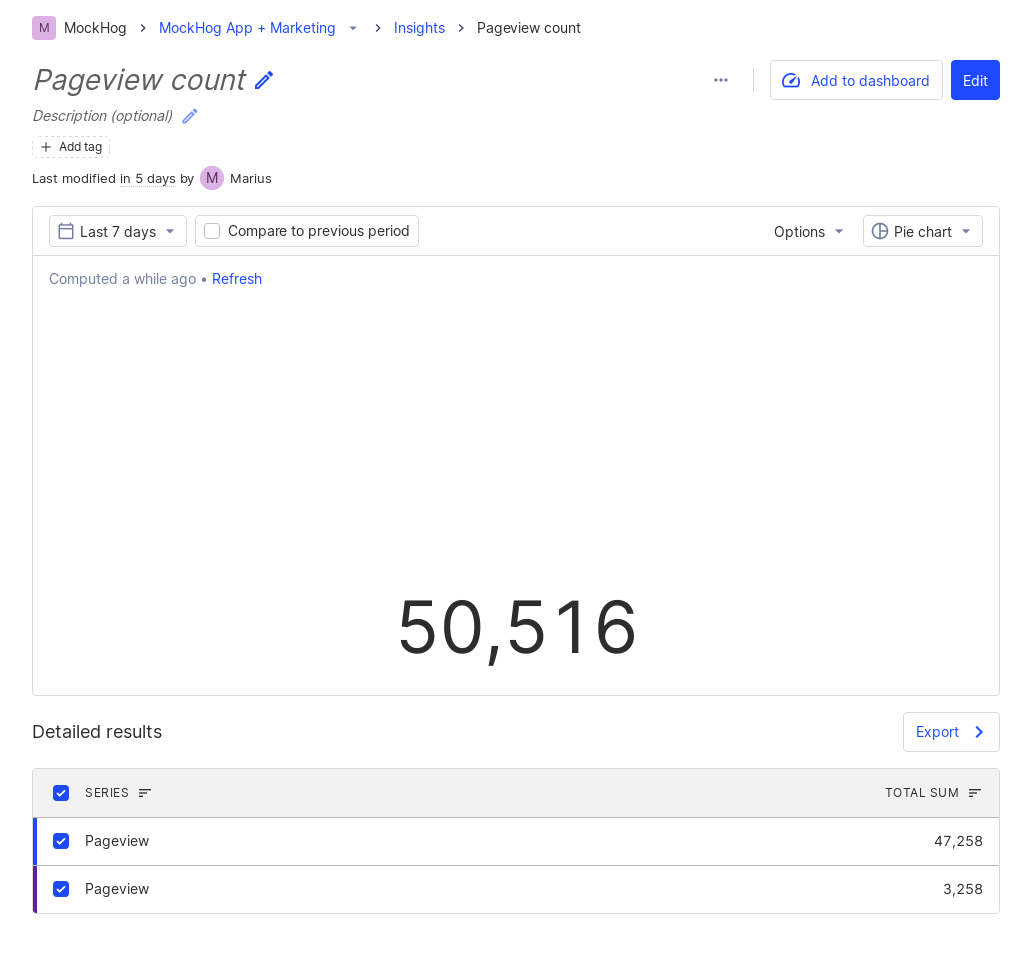 M MockHog MockHog App + Marketing Insights Pageview count
Pageview count
Add to dashboard Edit
Description (optional)
Add tag
Last modified in 5 days by M Marius
Last 7 days Compare to previous period Options Pie chart
Computed a while ago • Refresh
50,516
Detailed results Export
SERIES TOTAL SUM
Pageview 47,258
Pageview 3,258